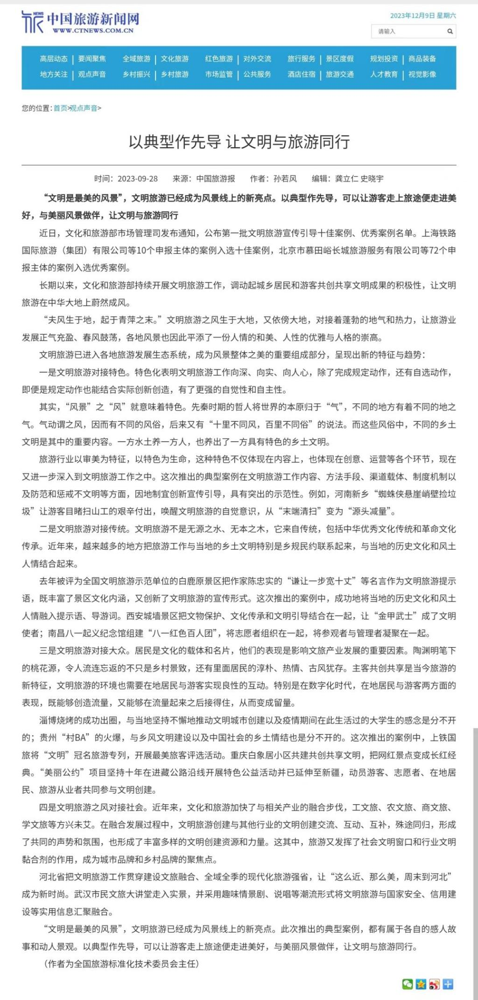 NEWS
中国旅游新闻网
WWW.CTNEWS.COM.CN
2023年12月9日 星期六
请输入
高层动态 | 要闻聚焦 全域旅游 | 文化旅游 红色旅游 | 对外交流 旅行服务 | 景区度假 规划投资 | 商品装备
地方关注 | 观点声音 乡村振兴 | 乡村旅游 市场监管 | 公共服务 酒店住宿 | 旅游交通 人才教育 | 视觉影像
您的位置：首页>观点声音>
以典型作先导 让文明与旅游同行
时间：2023-09-28 来源：中国旅游报 作者：孙若风 编辑：龚立仁 史晓宇
“文明是最美的风景”，文明旅游已经成为风景线上的新亮点。以典型作先导，可以让游客走上旅途便走进美
好，与美丽风景做伴，让文明与旅游同行
近日，文化和旅游部市场管理司发布通知，公布第一批文明旅游宣传引导十佳案例、优秀案例名单。上海铁路
国际旅游（集团）有限公司等10个申报主体的案例入选十佳案例，北京市慕田峪长城旅游服务有限公司等72个申
报主体的案例入选优秀案例。
长期以来，文化和旅游部持续开展文明旅游工作，调动起城乡居民和游客共创共享文明成果的积极性，让文明
旅游在中华大地上蔚然成风。
“夫风生于地，起于青萍之末。”文明旅游之风生于大地，又依傍大地，对接着蓬勃的地气和热力，让旅游业
发展正气充盈、春风鼓荡，各地风景也因此平添了一份人情的和美、人性的优雅与人格的崇高。
文明旅游已进入各地旅游发展生态系统，成为风景整体之美的重要组成部分，呈现出新的特征与趋势：
一是文明旅游对接特色。特色化表明文明旅游工作向深、向实、向人心，除了完成规定动作，还有自选动作，
即便是规定动作也能结合实际创新创造，有了更强的自觉性和自主性。
其实，“风景”之“风”就意味着特色。先秦时期的哲人将世界的本原归于“气”，不同的地方有着不同的地之
气。气动谓之风，因而有不同的风俗，后来又有“十里不同风，百里不同俗”的说法。而这些风俗中，不同的乡土
文明是其中的重要内容。一方水土养一方人，也养出了一方具有特色的乡土文明。
旅游行业以审美为特征，以特色为生命，这种特色不仅体现在内容上，也体现在创意、运营等各个环节，现在
又进一步深入到文明旅游工作之中。这次推出的典型案例在文明旅游工作内容、方法手段、渠道载体、制度机制以
及防范和惩戒不文明等方面，因地制宜创新宣传引导，具有突出的示范性。例如，河南新乡“蜘蛛侠悬崖峭壁捡垃
圾”让游客目睹扫山工的艰辛付出，唤醒文明旅游的自觉意识，从“末端清扫”变为“源头减量”。
二是文明旅游对接传统。文明旅游不是无源之水、无本之木，它来自传统，包括中华优秀文化传统和革命文化
传承。近年来，越来越多的地方把旅游工作与当地的乡土文明特别是乡规民约联系起来，与当地的历史文化和风土
人情结合起来。
去年被评为全国文明旅游示范单位的白鹿原景区把作家陈忠实的“谦让一步宽十丈”等名言作为文明旅游提示
语，既丰富了景区文化内涵，又创新了文明旅游的宣传形式。这次推出的案例中，成功地将当地的历史文化和风土
人情融入提示语、导游词。西安城墙景区把文物保护、文化传承和文明引导结合在一起，让“金甲武士”成了文明
使者；南昌八一起义纪念馆组建“八一红色百人团”，将志愿者组织在一起，将参观者与管理者凝聚在一起。
三是文明旅游对接大众。居民是文化的载体和名片，他们的表现是影响文旅产业发展的重要因素。陶渊明笔下
的桃花源，令人流连忘返的不只是乡村景致，还有里面居民的淳朴、热情、古风犹存。主客共创共享是当今旅游的
新特征，文明旅游的环境也需要在地居民与游客实现良性的互动。特别是在数字化时代，在地居民与游客两方面的
表现，既能够创造流量，又能够在流量起来之后接得住，从而变成留量。
淄博烧烤的成功出圈，与当地坚持不懈地推动文明城市创建以及疫情期间在此生活过的大学生的感念是分不开
的；贵州“村BA”的火爆，与乡风文明建设以及中国社会的乡土情结也是分不开的。这次推出的案例中，上铁国
旅将“文明”冠名旅游专列，开展最美旅客评选活动。重庆白象居小区共建共创共享文明，把网红景点变成长红经
典。“美丽公约”项目坚持十年在进藏公路沿线开展特色公益活动并已延伸至新疆，动员游客、志愿者、在地居
民、旅游从业者共同参与文明创建。
四是文明旅游之风对接社会。近年来，文化和旅游加快了与相关产业的融合步伐，工文旅、农文旅、商文旅、
学文旅等方兴未艾。在融合发展过程中，文明旅游创建与其他行业的文明创建交流、互动、互补，殊途同归，形成
了共同的声势和氛围，也形成了丰富多样的文明创建资源和力量。这其中，旅游又发挥了社会文明窗口和行业文明
黏合剂的作用，成为城市品牌和乡村品牌的聚焦点。
河北省把文明旅游工作贯穿建设文旅融合、全域全季的现代化旅游强省，让“这么近、那么美，周末到河北”
成为新时尚。武汉市民文旅大讲堂走入实景，并采用趣味情景剧、说唱等潮流形式将文明旅游与国家安全、信用建
设等实用信息汇聚融合。
“文明是最美的风景”，文明旅游已经成为风景线上的新亮点。此次推出的典型案例，都有属于各自的感人故
事和动人景观。以典型作先导，可以让游客走上旅途便走进美好，与美丽风景做伴，让文明与旅游同行。
（作者为全国旅游标准化技术委员会主任）